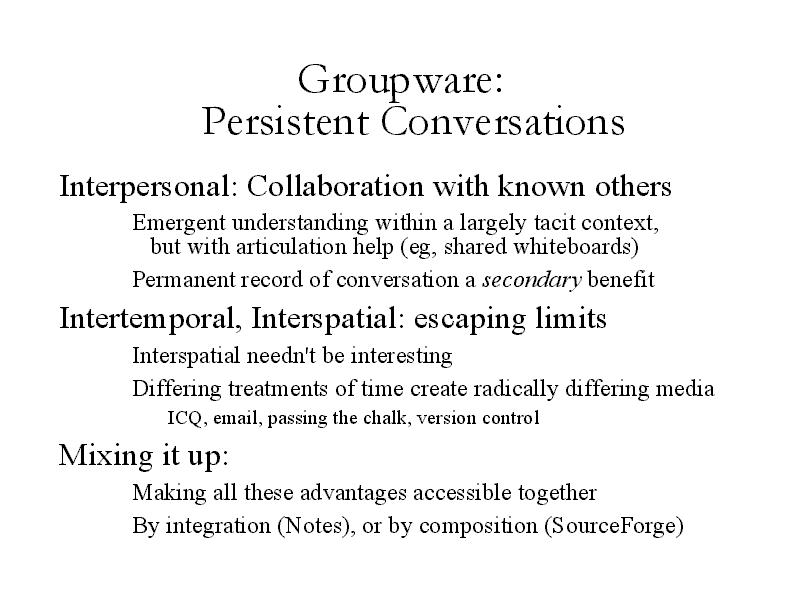 Groupware:
Persistent Conversations
Interpersonal: Collaboration with known others
Emergent understanding within a largely tacit context,
but with articulation help (eg, shared whiteboards)
Permanent record of conversation a secondary benefit
Intertemporal, Interspatial: escaping limits
Interspatial needn't be interesting
Differing treatments of time create radically differing media
ICQ, email, passing the chalk, version control
Mixing it up:
Making all these advantages accessible together
By integration (Notes), or by composition (SourceForge)